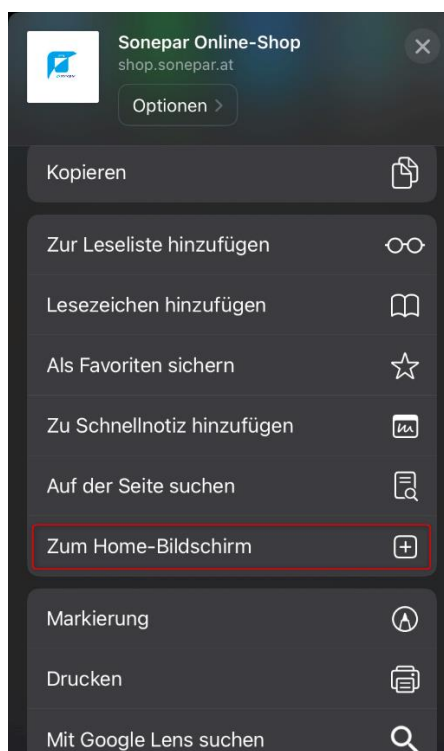 Sonepar Online-Shop
shop.sonepar.at
Optionen
Kopieren
Zur Leseliste hinzufügen
Lesezeichen hinzufügen
Als Favoriten sichern
Zu Schnellnotiz hinzufügen
Auf der Seite suchen
Zum Home-Bildschirm
Markierung
Drucken
Mit Google Lens suchen